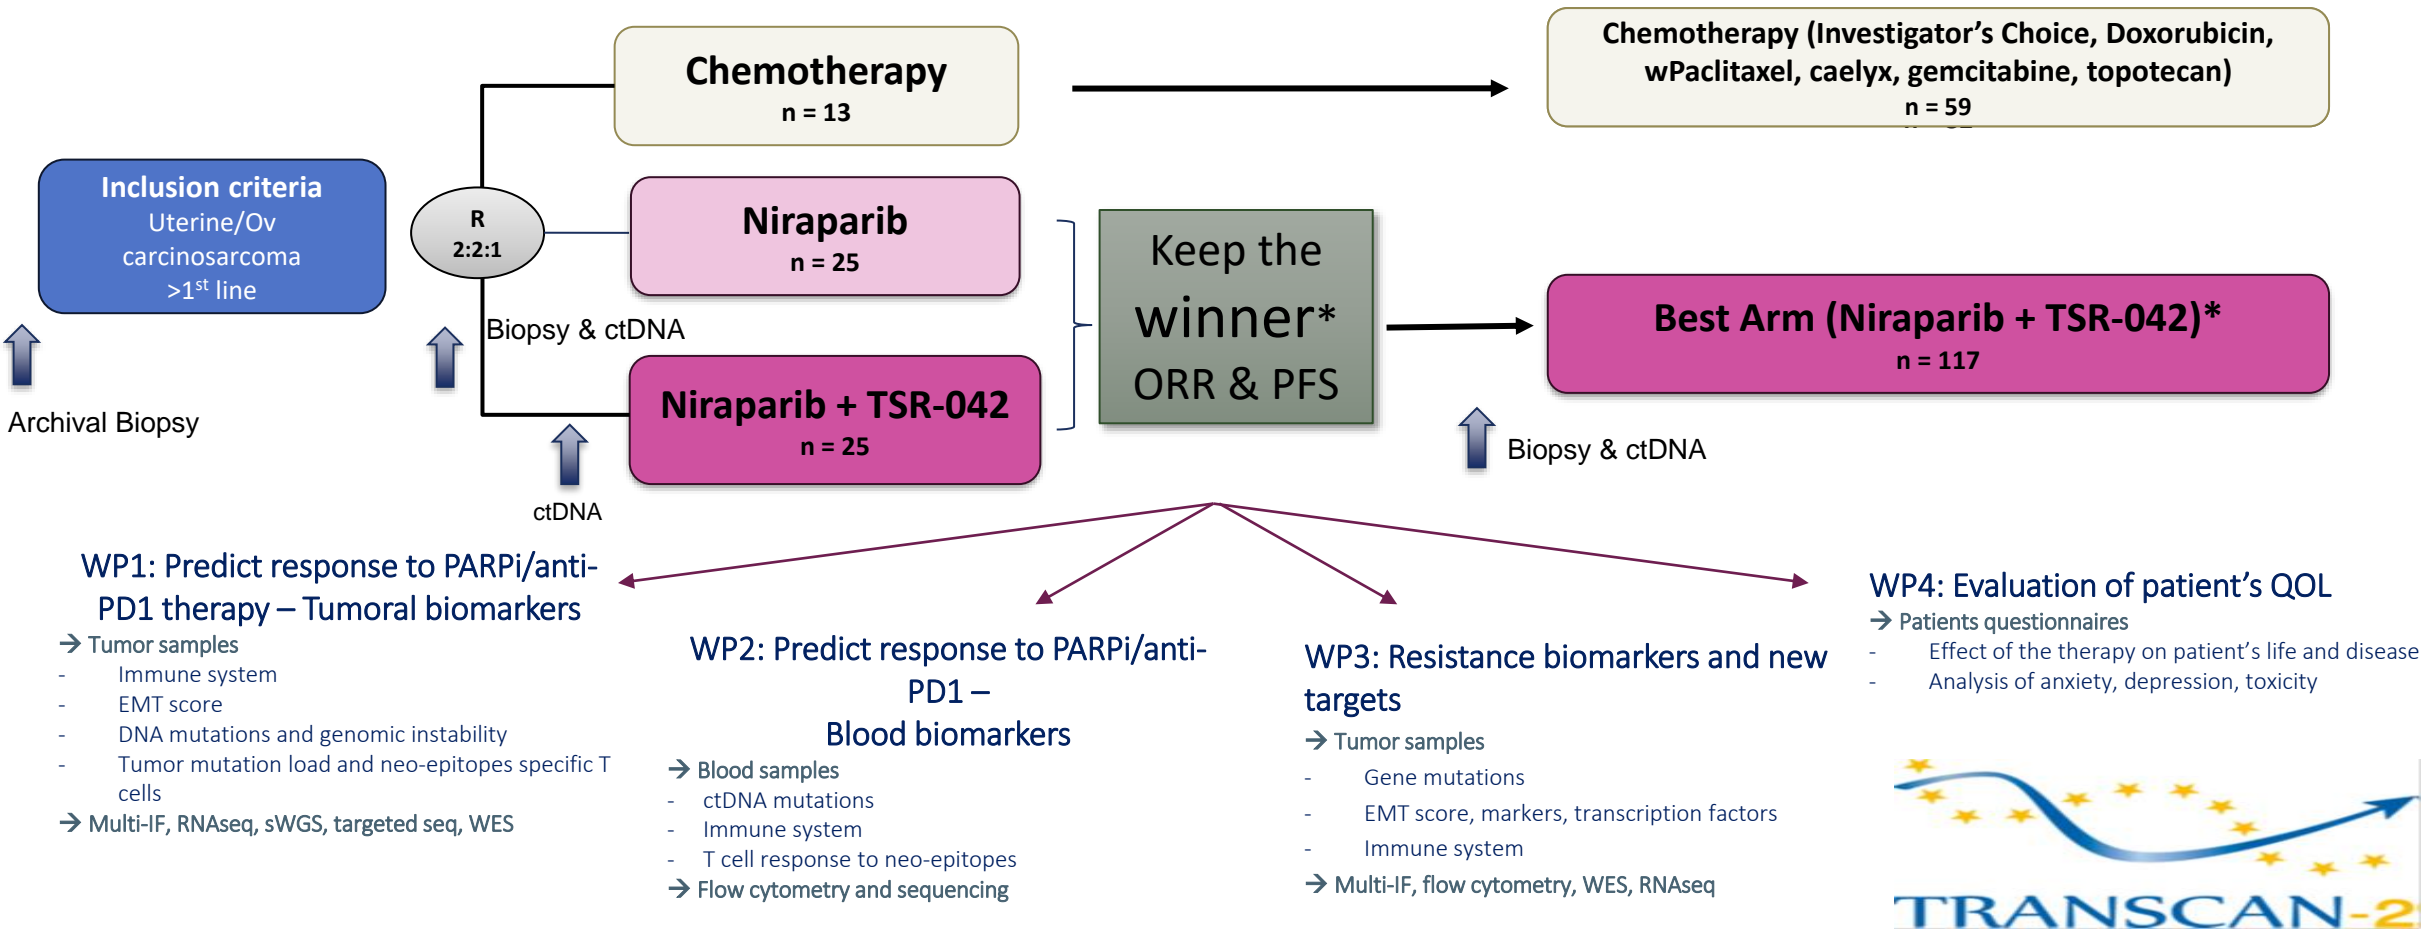 Chemotherapy
n = 13
Chemotherapy (Investigator's Choice, Doxorubicin,
wPaclitaxel, caelyx, gemcitabine, topotecan)
n = 59
Inclusion criteria
Uterine/Ov
carcinosarcoma
>1st line
R
2:2:1
Niraparib
n = 25
Keep the
winner*
ORR & PFS
Best Arm (Niraparib + TSR-042)*
n = 117
Biopsy & ctDNA
Niraparib + TSR-042
n = 25
Archival Biopsy
ctDNA
Biopsy & ctDNA
WP1: Predict response to PARPi/anti-
PD1 therapy – Tumoral biomarkers
→ Tumor samples
- Immune system
- EMT score
- DNA mutations and genomic instability
- Tumor mutation load and neo-epitopes specific T
cells
→ Multi-IF, RNAseq, sWGS, targeted seq, WES
WP2: Predict response to PARPi/anti-
PD1 –
Blood biomarkers
→ Blood samples
- ctDNA mutations
- Immune system
- T cell response to neo-epitopes
→ Flow cytometry and sequencing
WP3: Resistance biomarkers and new
targets
→ Tumor samples
- Gene mutations
- EMT score, markers, transcription factors
- Immune system
→ Multi-IF, flow cytometry, WES, RNAseq
WP4: Evaluation of patient's QOL
→ Patients questionnaires
- Effect of the therapy on patient's life and disease
- Analysis of anxiety, depression, toxicity
TRANSCAN-2